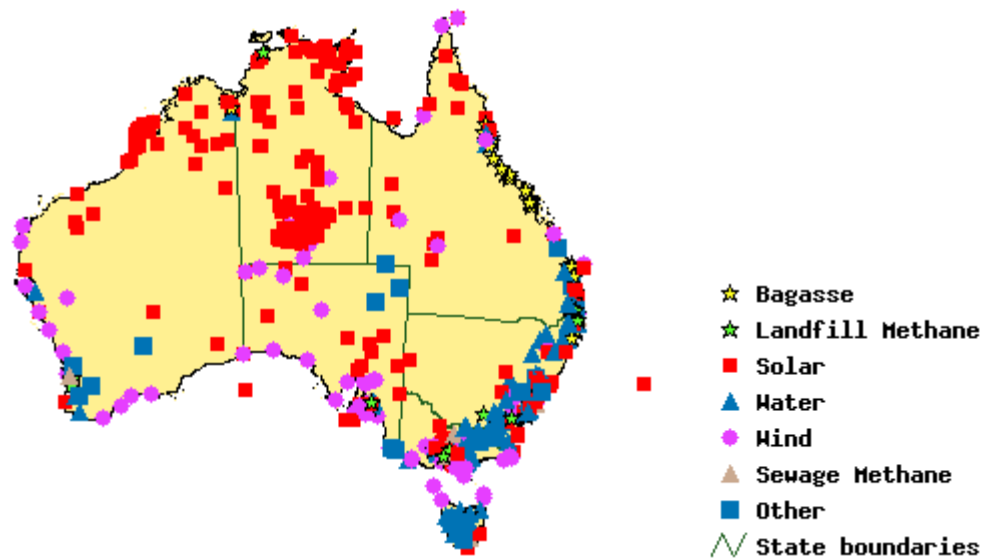 Bagasse
Landfill Methane
Solar
Water
Wind
Sewage Methane
Other
State boundaries